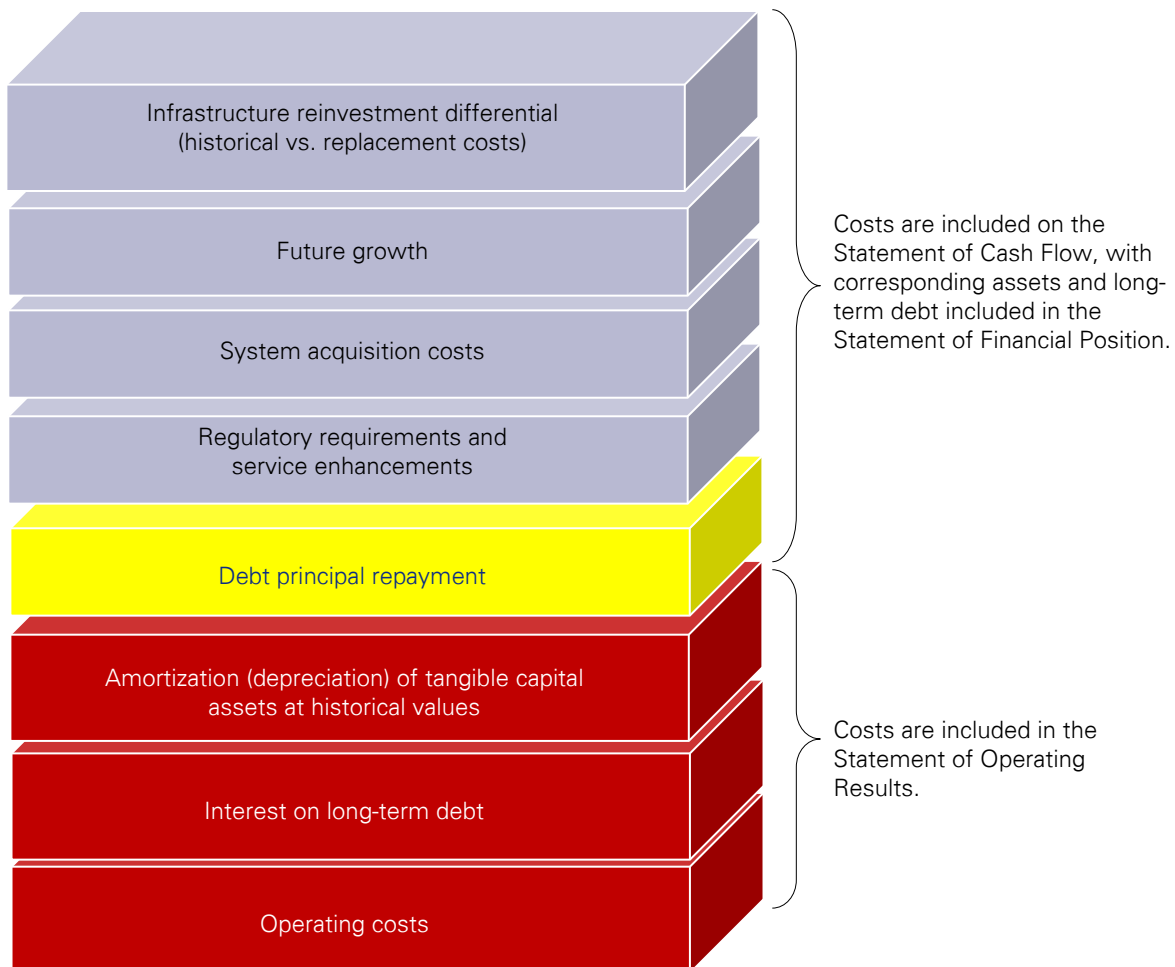 Infrastructure reinvestment differential
(historical vs. replacement costs)
Future growth
System acquisition costs
Regulatory requirements and
service enhancements
Debt principal repayment
Amortization (depreciation) of tangible capital
assets at historical values
Interest on long-term debt
Operating costs
Costs are included on the
Statement of Cash Flow, with
corresponding assets and long-
term debt included in the
Statement of Financial Position.
Costs are included in the
Statement of Operating
Results.